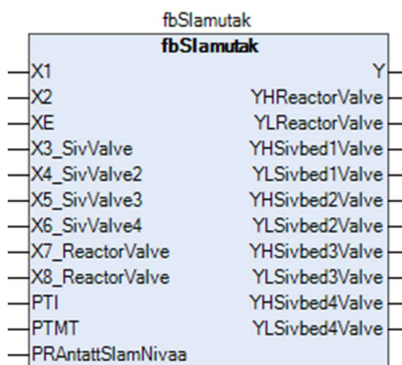 fbSlamutak
fbSlamutak
X1 Y
X2 YHReactorValve
XE YLReactorValve
X3_SivValve YHSivbed1Valve
X4_SivValve2 YLSivbed1Valve
X5_SivValve3 YHSivbed2Valve
X6_SivValve4 YLSivbed2Valve
X7_ReactorValve YHSivbed3Valve
X8_ReactorValve YLSivbed3Valve
PTI YHSivbed4Valve
PTMT YLSivbed4Valve
PRAntattSlamNivaa